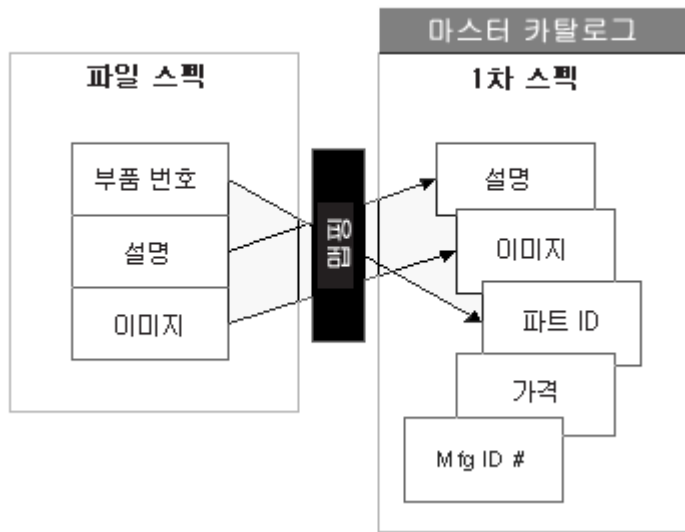 마스터 카탈로그
파일 스펙
1차 스펙
부품 번호
설명
이미지
설명
이미지
파트 ID
가격
Mfg ID #